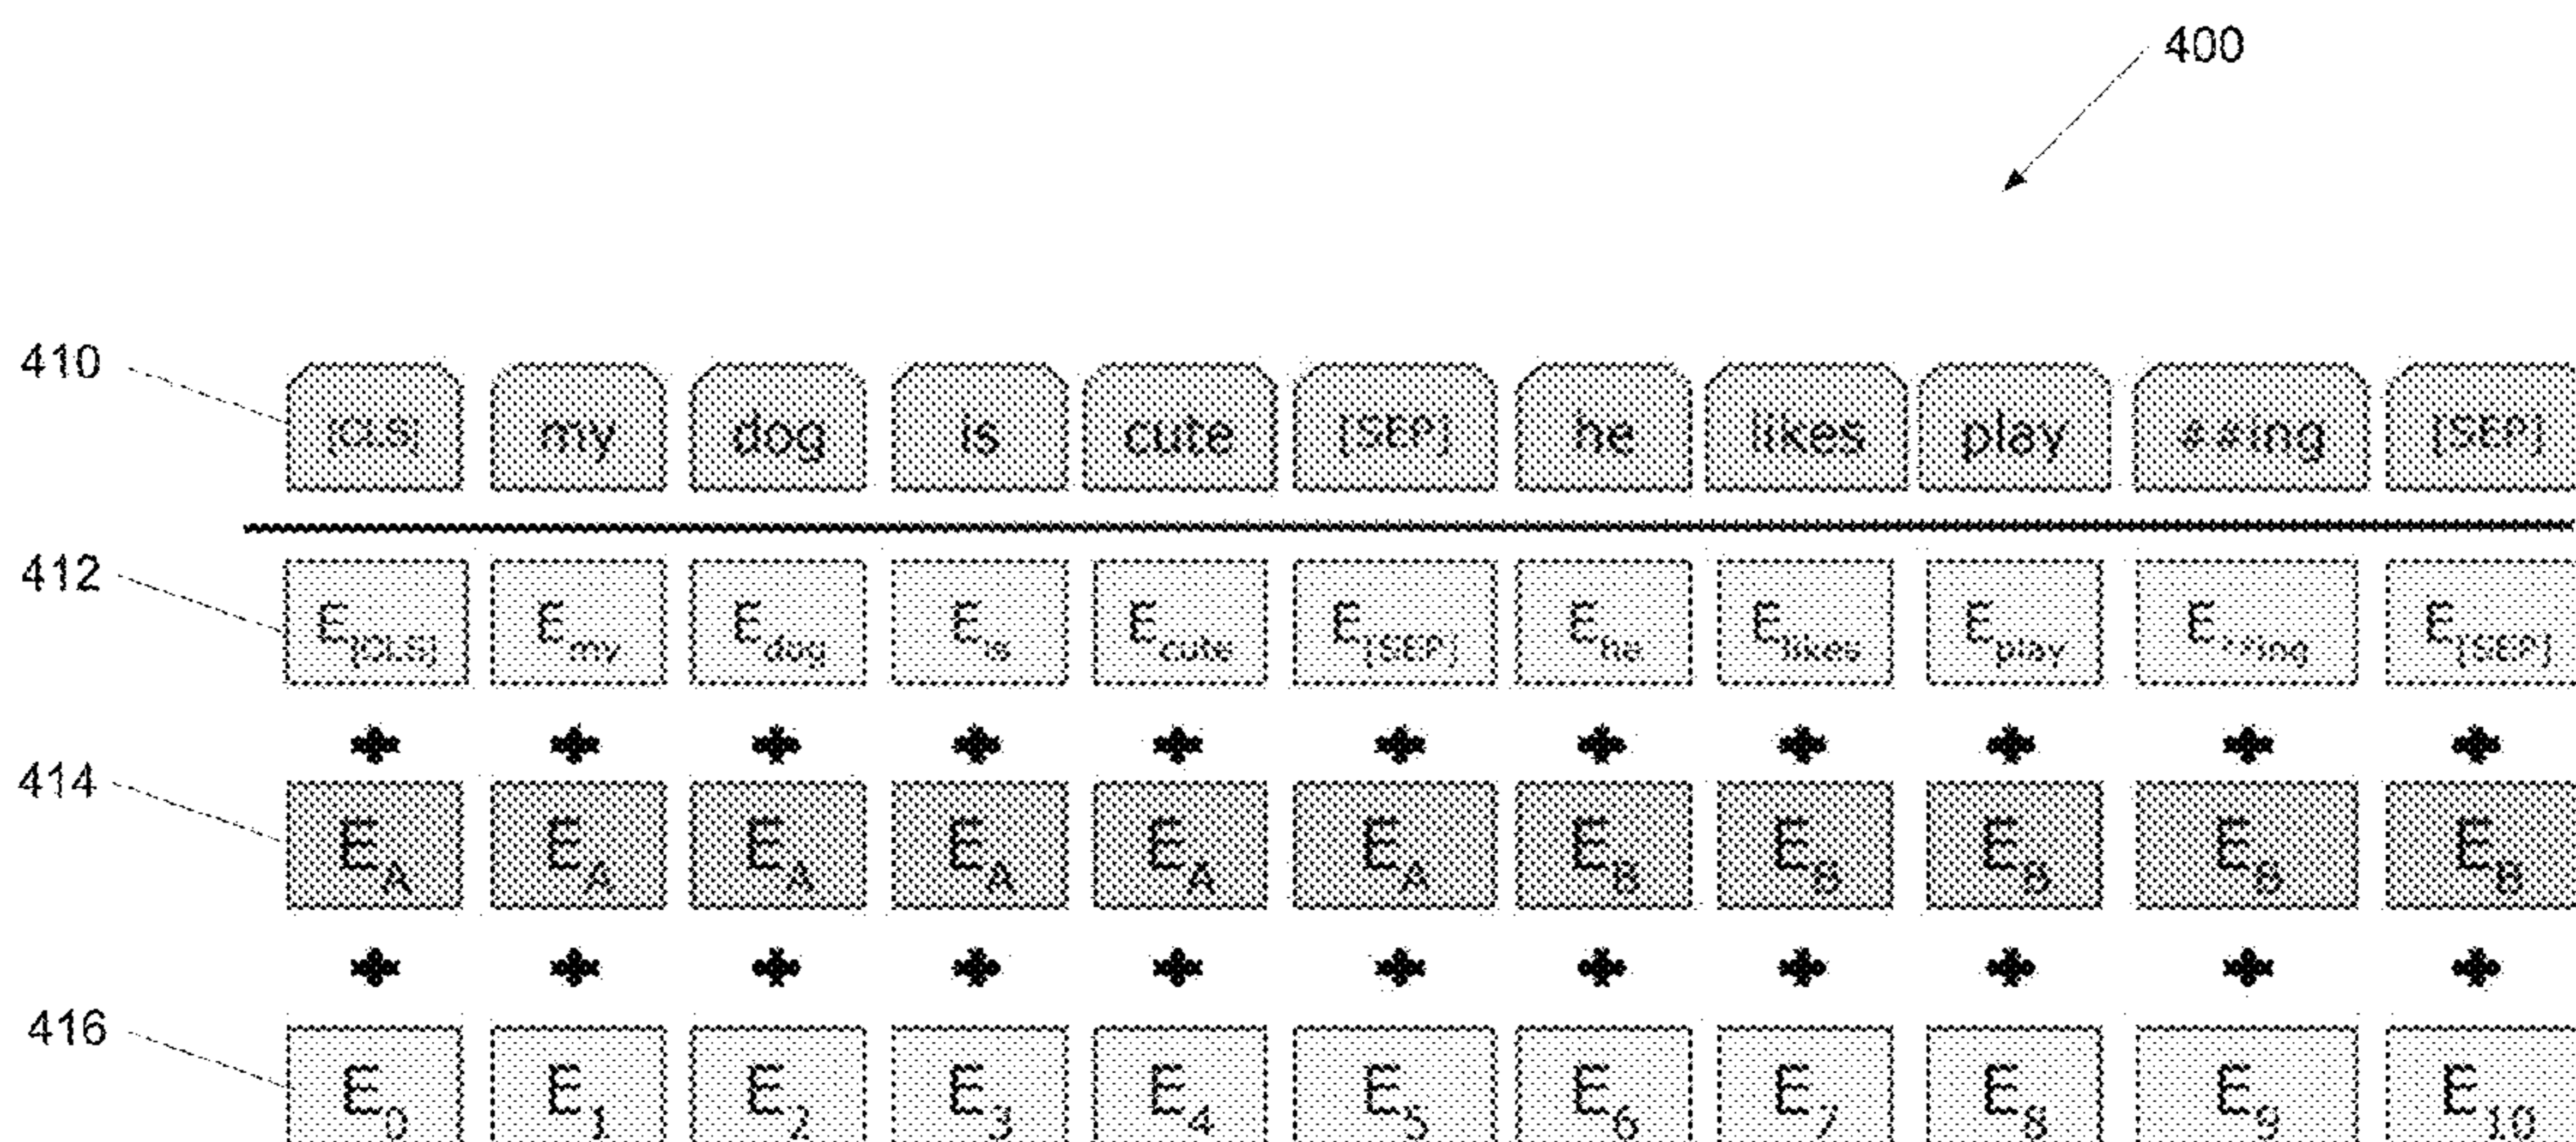 400
410 [CLS] my dog is cute [SEP] he likes play ##ing [SEP]
412 E[CLS] Emy Edog Eis Ecute E[SEP] Ehe Elikes Eplay E##ing E[SEP]
+ + + + + + + + + + +
414 EA EA EA EA EA EA EB EB EB EB EB
+ + + + + + + + + + +
416 E0 E1 E2 E3 E4 E5 E6 E7 E8 E9 E10